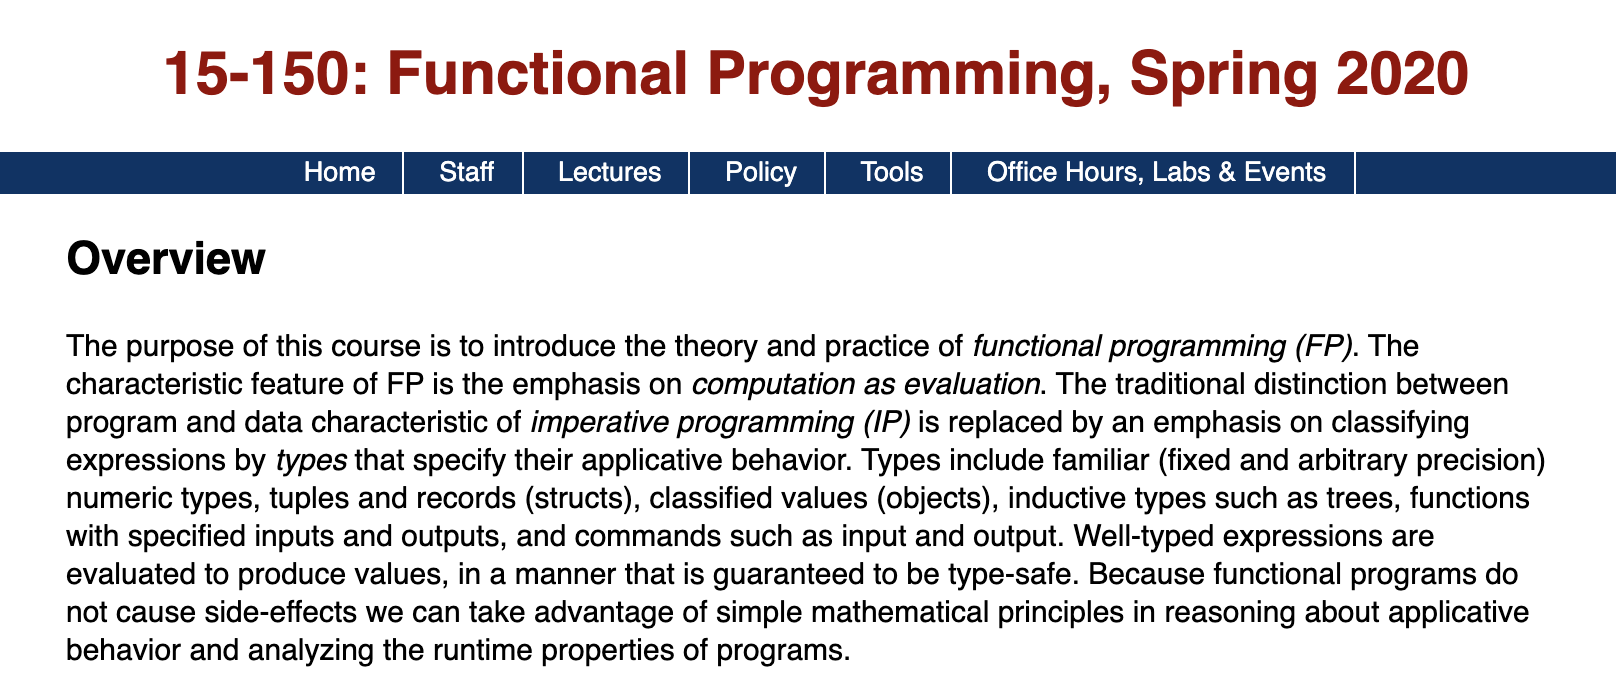 15-150: Functional Programming, Spring 2020
Home Staff Lectures Policy Tools Office Hours, Labs & Events
Overview
The purpose of this course is to introduce the theory and practice of functional programming (FP). The
characteristic feature of FP is the emphasis on computation as evaluation. The traditional distinction between
program and data characteristic of imperative programming (IP) is replaced by an emphasis on classifying
expressions by types that specify their applicative behavior. Types include familiar (fixed and arbitrary precision)
numeric types, tuples and records (structs), classified values (objects), inductive types such as trees, functions
with specified inputs and outputs, and commands such as input and output. Well-typed expressions are
evaluated to produce values, in a manner that is guaranteed to be type-safe. Because functional programs do
not cause side-effects we can take advantage of simple mathematical principles in reasoning about applicative
behavior and analyzing the runtime properties of programs.